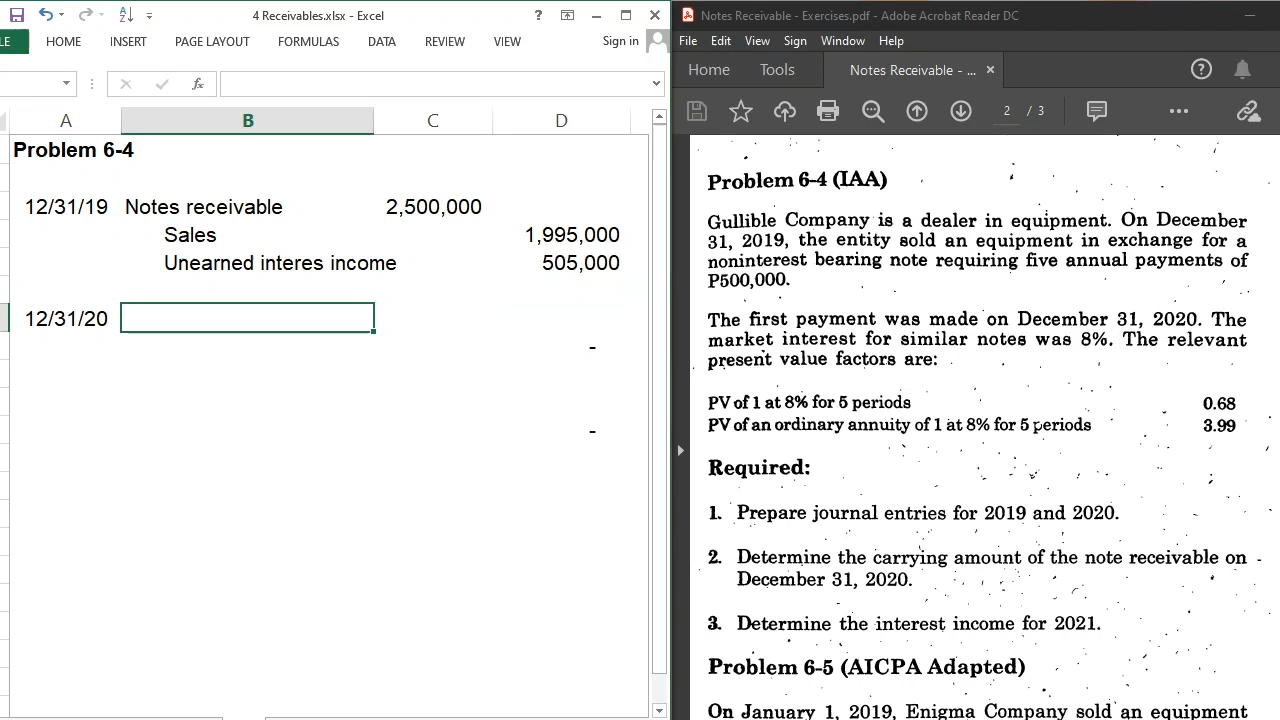 4 Receivables.xlsx - Excel
?
LE
HOME
INSERT
PAGE LAYOUT
FORMULAS
DATA
REVIEW
VIEW
Sign in
fx
A
B
C
D
Problem 6-4
12/31/19 Notes receivable 2,500,000
Sales 1,995,000
Unearned interes income 505,000
12/31/20
-
-
Notes Receivable - Exercises.pdf - Adobe Acrobat Reader DC
File Edit View Sign Window Help
Home Tools Notes Receivable - ... ×
2 / 3
Problem 6-4 (IAA)
Gullible Company is a dealer in equipment. On December
31, 2019, the entity sold an equipment in exchange for a
noninterest bearing note requiring five annual payments of
P500,000.
The first payment was made on December 31, 2020. The
market interest for similar notes was 8%. The relevant
present value factors are:
PV of 1 at 8% for 5 periods 0.68
PV of an ordinary annuity of 1 at 8% for 5 periods 3.99
Required:
1. Prepare journal entries for 2019 and 2020.
2. Determine the carrying amount of the note receivable on
December 31, 2020.
3. Determine the interest income for 2021.
Problem 6-5 (AICPA Adapted)
On January 1, 2019, Enigma Company sold an equipment